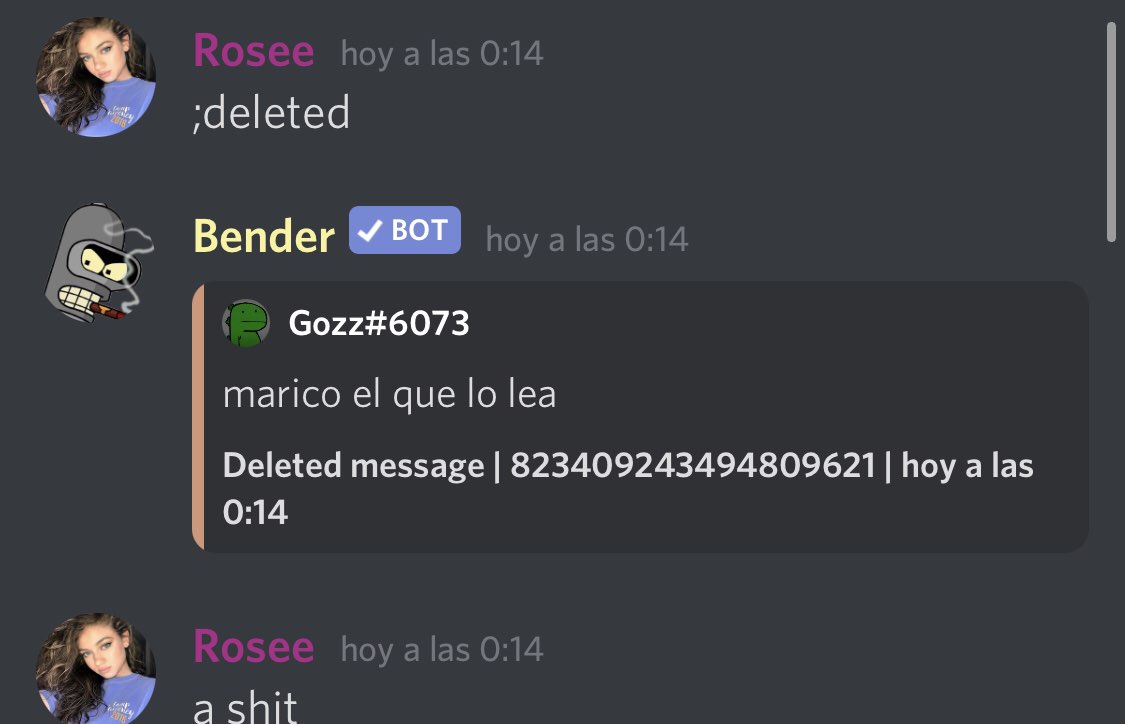 Rosee hoy a las 0:14
;deleted
Bender ✓ BOT hoy a las 0:14
Gozz#6073
marico el que lo lea
Deleted message | 823409243494809621 | hoy a las
0:14
Rosee hoy a las 0:14
a shit